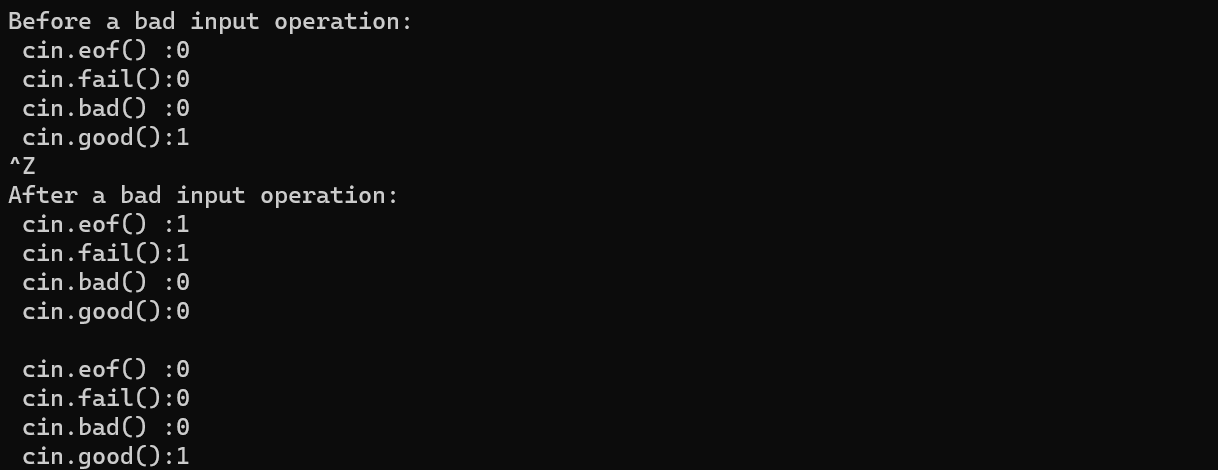 Before a bad input operation:
 cin.eof() :0
 cin.fail():0
 cin.bad() :0
 cin.good():1
^Z
After a bad input operation:
 cin.eof() :1
 cin.fail():1
 cin.bad() :0
 cin.good():0

 cin.eof() :0
 cin.fail():0
 cin.bad() :0
 cin.good():1